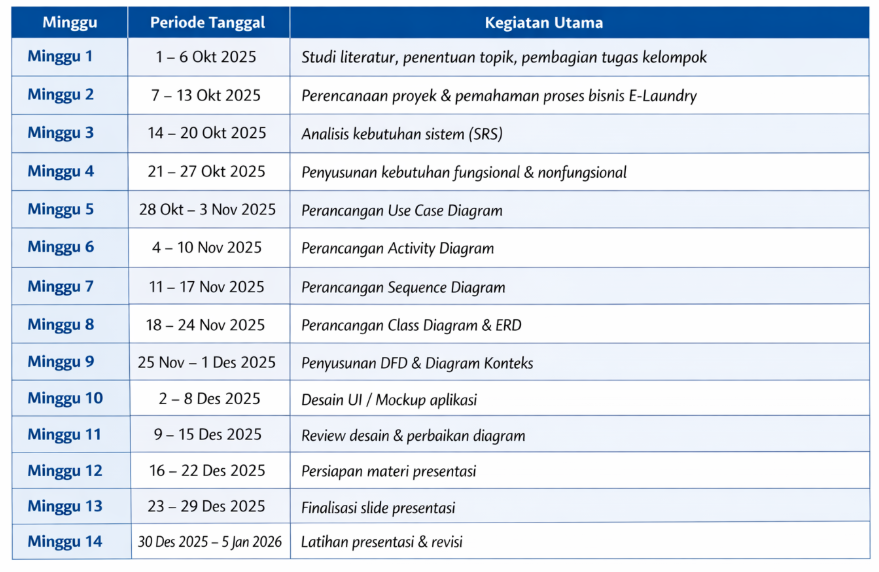 Minggu Periode Tanggal Kegiatan Utama
Minggu 1 1 – 6 Okt 2025 Studi literatur, penentuan topik, pembagian tugas kelompok
Minggu 2 7 – 13 Okt 2025 Perencanaan proyek & pemahaman proses bisnis E-Laundry
Minggu 3 14 – 20 Okt 2025 Analisis kebutuhan sistem (SRS)
Minggu 4 21 – 27 Okt 2025 Penyusunan kebutuhan fungsional & nonfungsional
Minggu 5 28 Okt – 3 Nov 2025 Perancangan Use Case Diagram
Minggu 6 4 – 10 Nov 2025 Perancangan Activity Diagram
Minggu 7 11 – 17 Nov 2025 Perancangan Sequence Diagram
Minggu 8 18 – 24 Nov 2025 Perancangan Class Diagram & ERD
Minggu 9 25 Nov – 1 Des 2025 Penyusunan DFD & Diagram Konteks
Minggu 10 2 – 8 Des 2025 Desain UI / Mockup aplikasi
Minggu 11 9 – 15 Des 2025 Review desain & perbaikan diagram
Minggu 12 16 – 22 Des 2025 Persiapan materi presentasi
Minggu 13 23 – 29 Des 2025 Finalisasi slide presentasi
Minggu 14 30 Des 2025 – 5 Jan 2026 Latihan presentasi & revisi